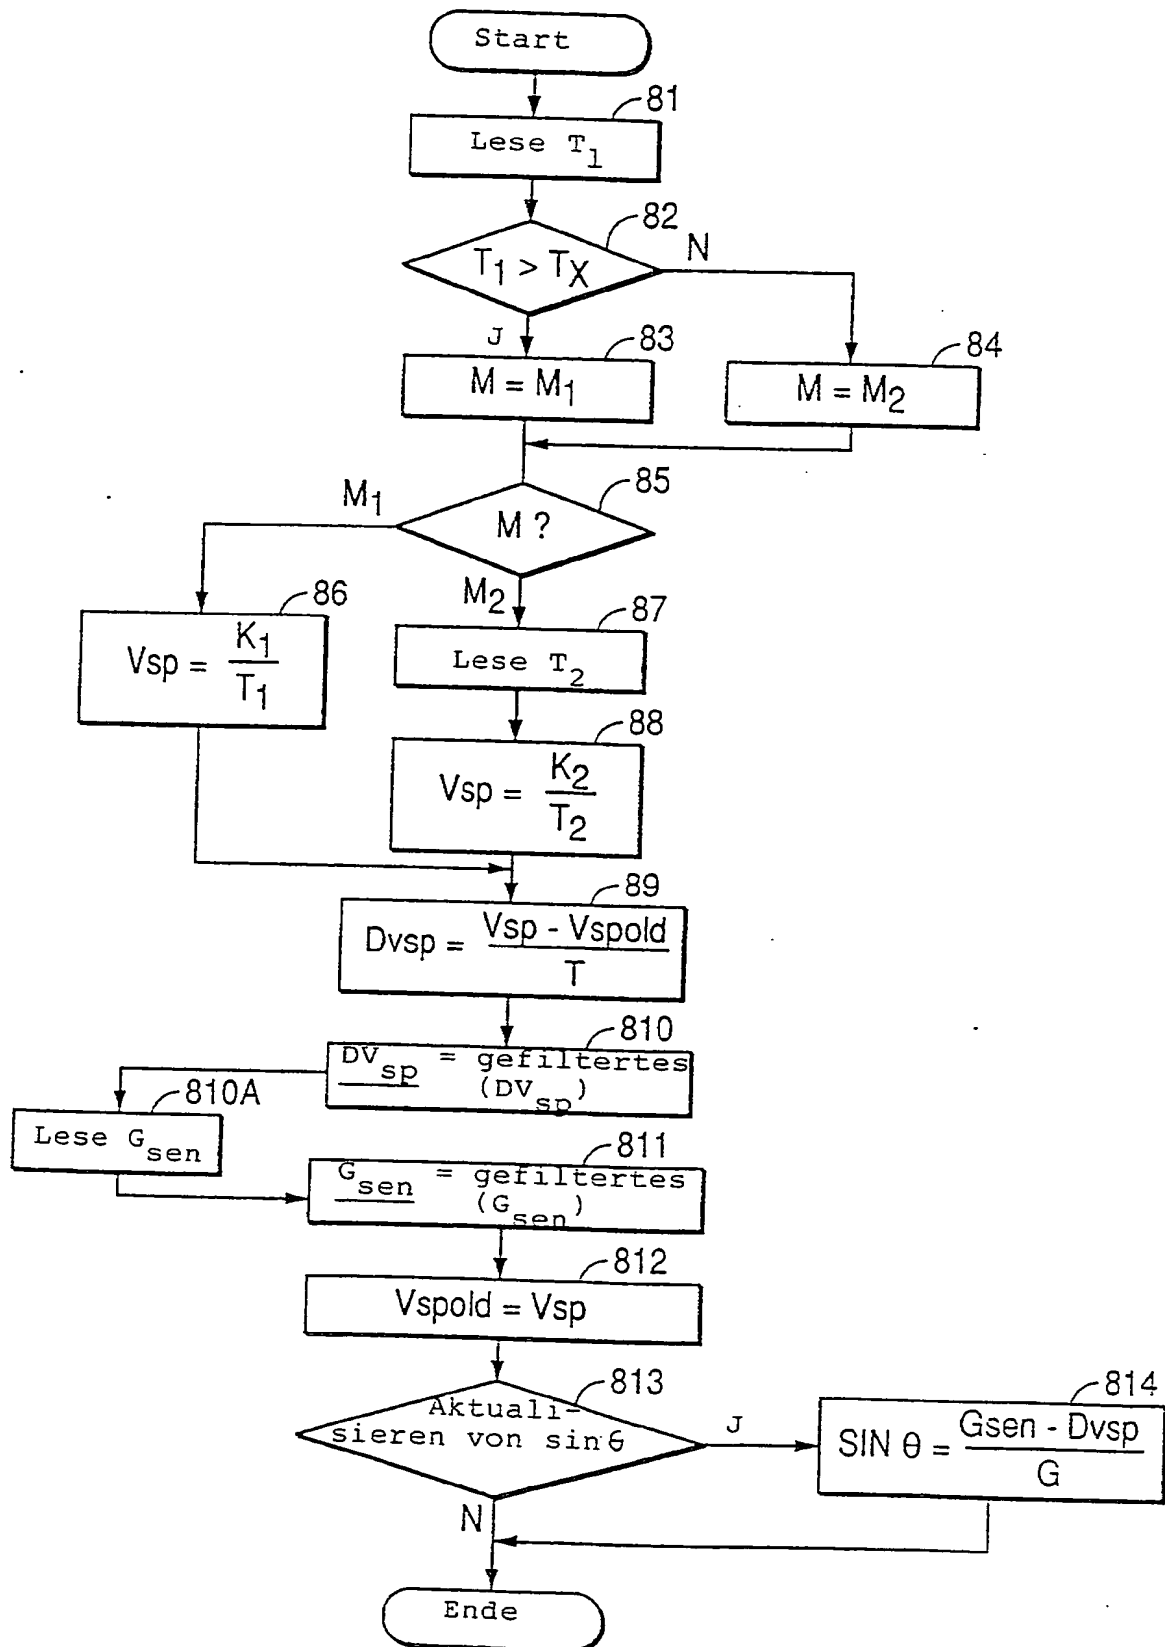 Start
81
Lese T1
82
T1 > TX
N
J
83
M = M1
84
M = M2
85
M ?
M1
M2
86
Vsp = K1 / T1
87
Lese T2
88
Vsp = K2 / T2
89
Dvsp = Vsp - Vspold / T
810
DVsp = gefiltertes
(DVsp)
810A
Lese Gsen
811
Gsen = gefiltertes
(Gsen)
812
Vspold = Vsp
813
Aktuali-
sieren von sin θ
J
814
SIN θ = Gsen - Dvsp / G
N
Ende